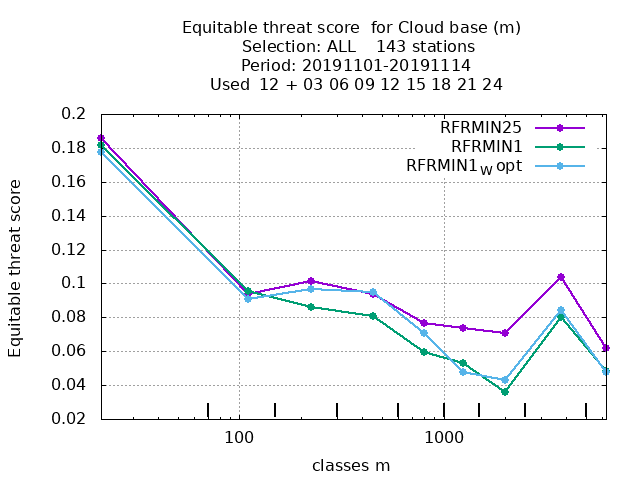 Equitable threat score  for Cloud base (m)
Selection: ALL    143 stations
Period: 20191101-20191114
Used  12 + 03 06 09 12 15 18 21 24
RFRMIN25
RFRMIN1
RFRMIN1W opt
Equitable threat score
0.2
0.18
0.16
0.14
0.12
0.1
0.08
0.06
0.04
0.02
100
1000
classes m